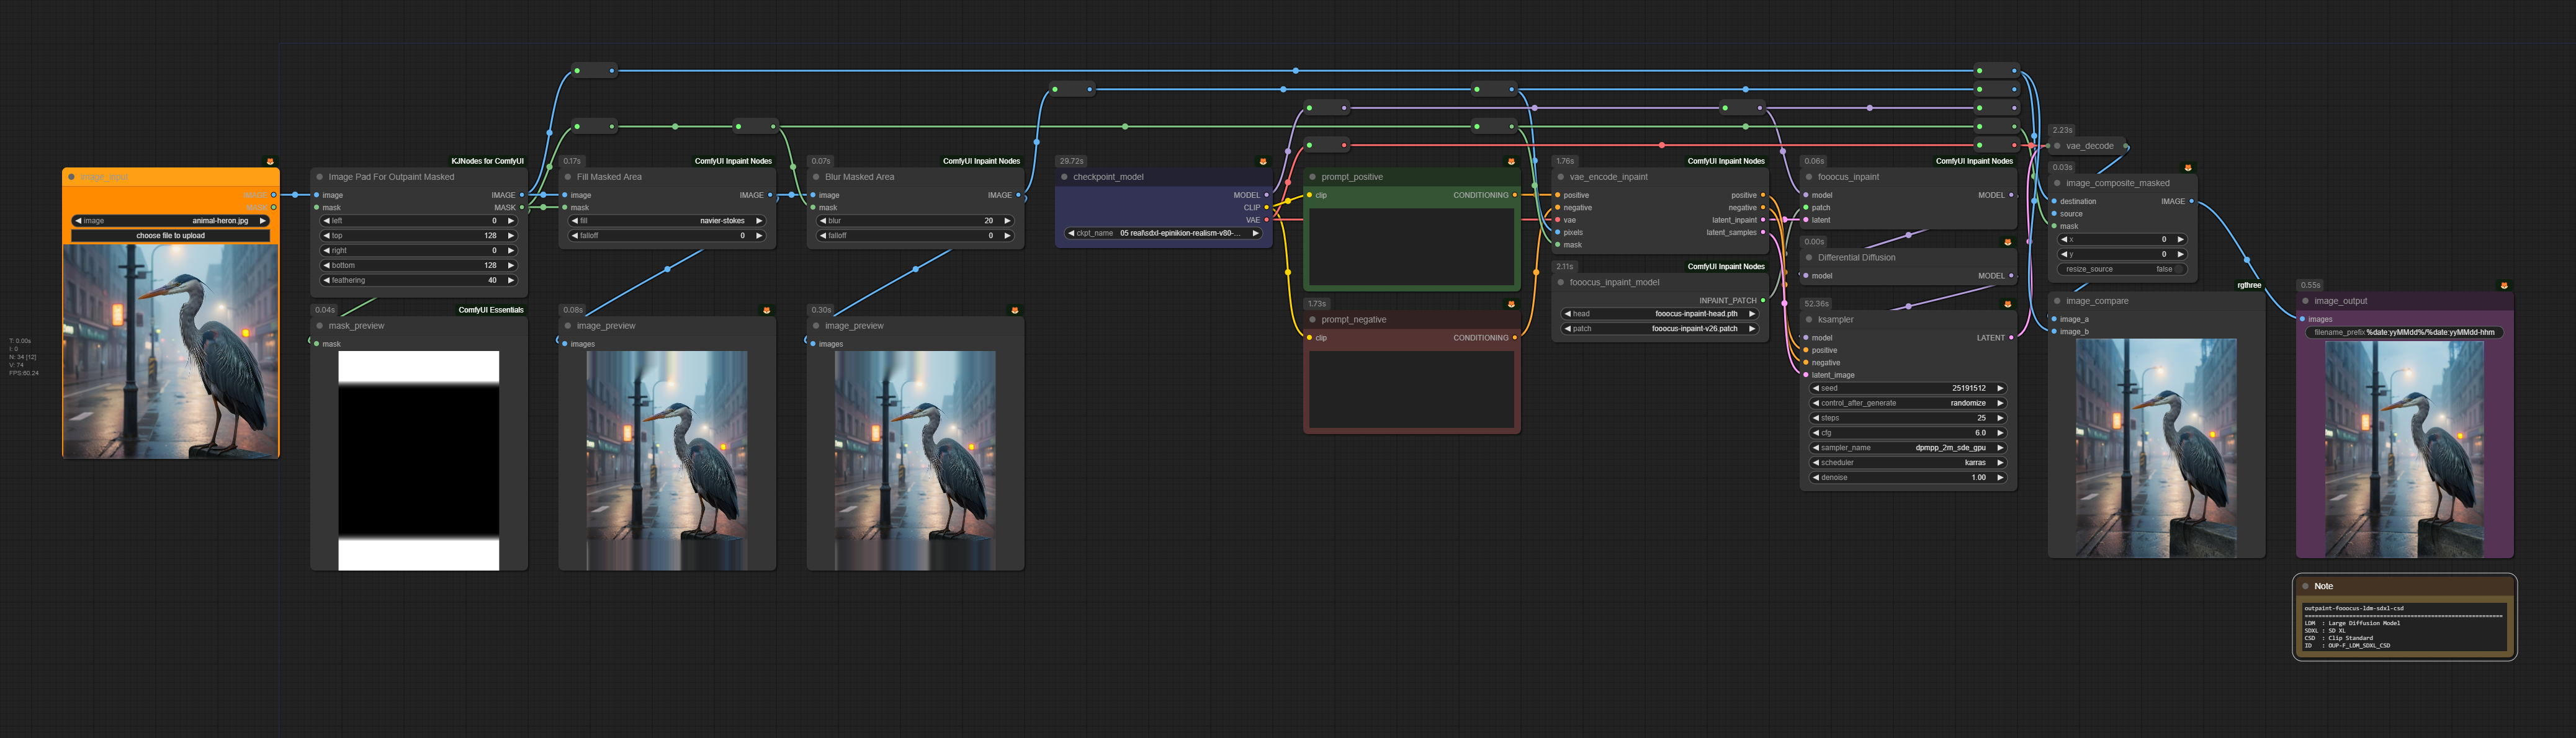 T: 0.00s
I: 0
N: 34 [12]
V: 74
FPS:60.24
image_input
IMAGE
MASK
image animal-heron.jpg
choose file to upload
KJNodes for ComfyUI
Image Pad For Outpaint Masked
image IMAGE
mask MASK
left 0
top 128
right 0
bottom 128
feathering 40
0.04s ComfyUI Essentials
mask_preview
mask
0.17s ComfyUI Inpaint Nodes
Fill Masked Area
image IMAGE
mask
fill navier-stokes
falloff 0
0.08s
image_preview
images
0.07s ComfyUI Inpaint Nodes
Blur Masked Area
image IMAGE
mask
blur 20
falloff 0
0.30s
image_preview
images
29.72s
checkpoint_model
MODEL
CLIP
VAE
ckpt_name 05 real\sdxl-epinikion-realism-v80-...
prompt_positive
clip CONDITIONING
1.73s
prompt_negative
clip CONDITIONING
1.76s ComfyUI Inpaint Nodes
vae_encode_inpaint
positive positive
negative negative
vae latent_inpaint
pixels latent_samples
mask
2.11s ComfyUI Inpaint Nodes
fooocus_inpaint_model
INPAINT_PATCH
head fooocus-inpaint-head.pth
patch fooocus-inpaint-v26.patch
0.06s ComfyUI Inpaint Nodes
fooocus_inpaint
model MODEL
patch
latent
0.00s
Differential Diffusion
model MODEL
52.36s
ksampler
model LATENT
positive
negative
latent_image
seed 25191512
control_after_generate randomize
steps 25
cfg 6.0
sampler_name dpmpp_2m_sde_gpu
scheduler karras
denoise 1.00
2.23s
vae_decode
0.03s
image_composite_masked
destination IMAGE
source
mask
x 0
y 0
resize_source false
rgthree
image_compare
image_a
image_b
0.55s
image_output
images
filename_prefix %date:yyMMdd%/%date:yyMMdd-hhm
Note
outpaint-fooocus-ldm-sdxl-csd
LDM : Large Diffusion Model
SDXL : SD XL
CSD : Clip Standard
ID : OUP-F_LDM_SDXL_CSD